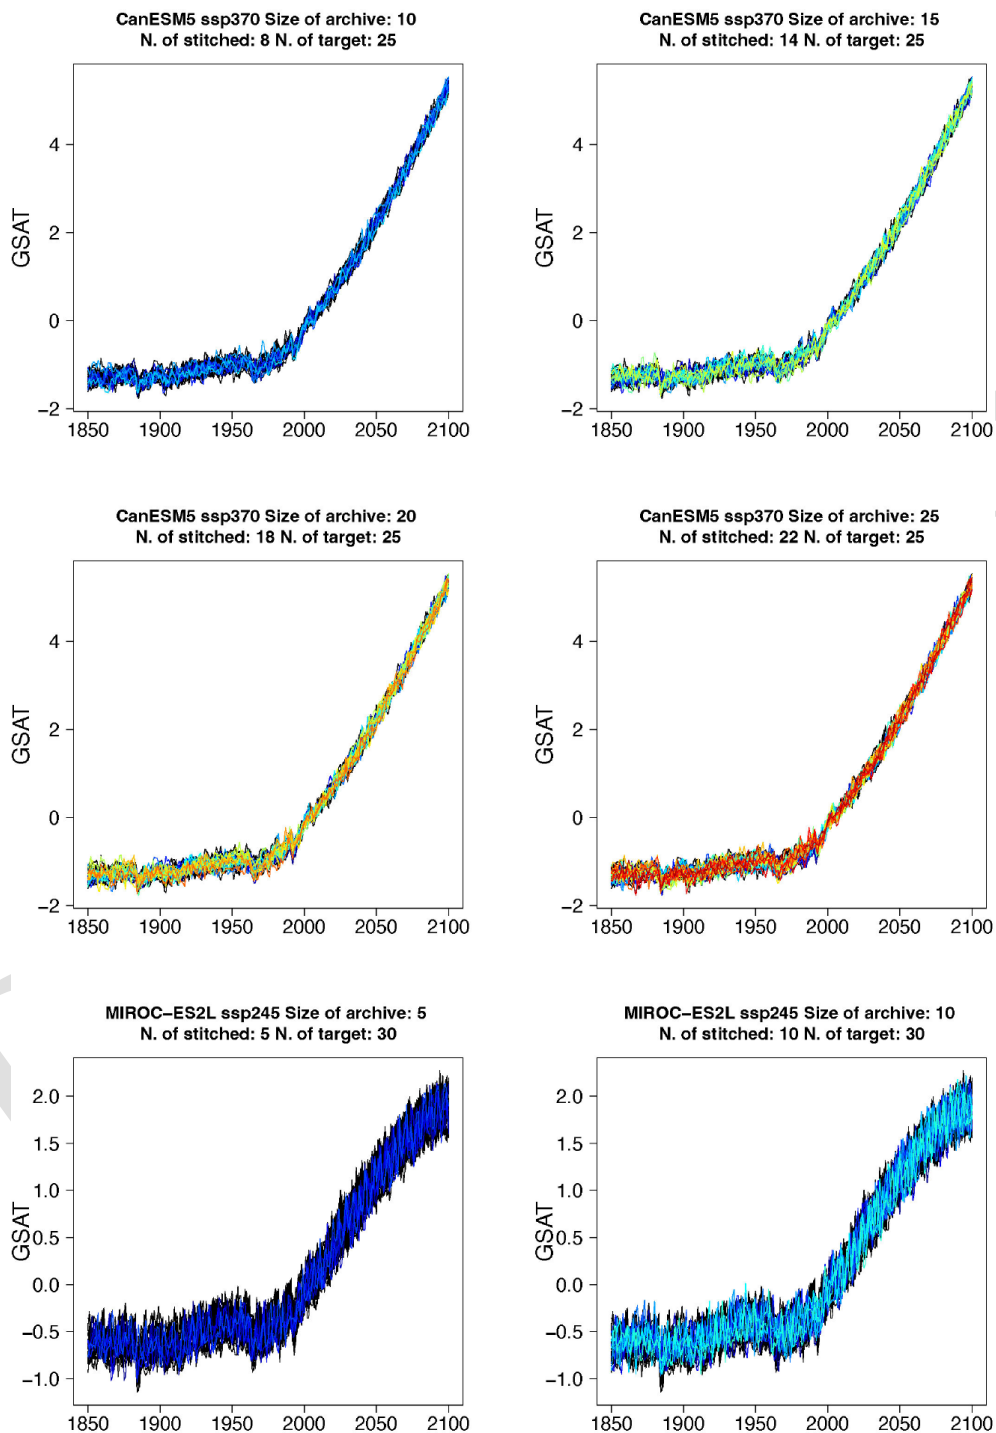 CanESM5 ssp370 Size of archive: 10
N. of stitched: 8 N. of target: 25
GSAT
4
2
0
−2
1850 1900 1950 2000 2050 2100
CanESM5 ssp370 Size of archive: 15
N. of stitched: 14 N. of target: 25
GSAT
4
2
0
−2
1850 1900 1950 2000 2050 2100
CanESM5 ssp370 Size of archive: 20
N. of stitched: 18 N. of target: 25
GSAT
4
2
0
−2
1850 1900 1950 2000 2050 2100
CanESM5 ssp370 Size of archive: 25
N. of stitched: 22 N. of target: 25
GSAT
4
2
0
−2
1850 1900 1950 2000 2050 2100
MIROC−ES2L ssp245 Size of archive: 5
N. of stitched: 5 N. of target: 30
GSAT
2.0
1.5
1.0
0.5
0.0
−0.5
−1.0
1850 1900 1950 2000 2050 2100
MIROC−ES2L ssp245 Size of archive: 10
N. of stitched: 10 N. of target: 30
GSAT
2.0
1.5
1.0
0.5
0.0
−0.5
−1.0
1850 1900 1950 2000 2050 2100